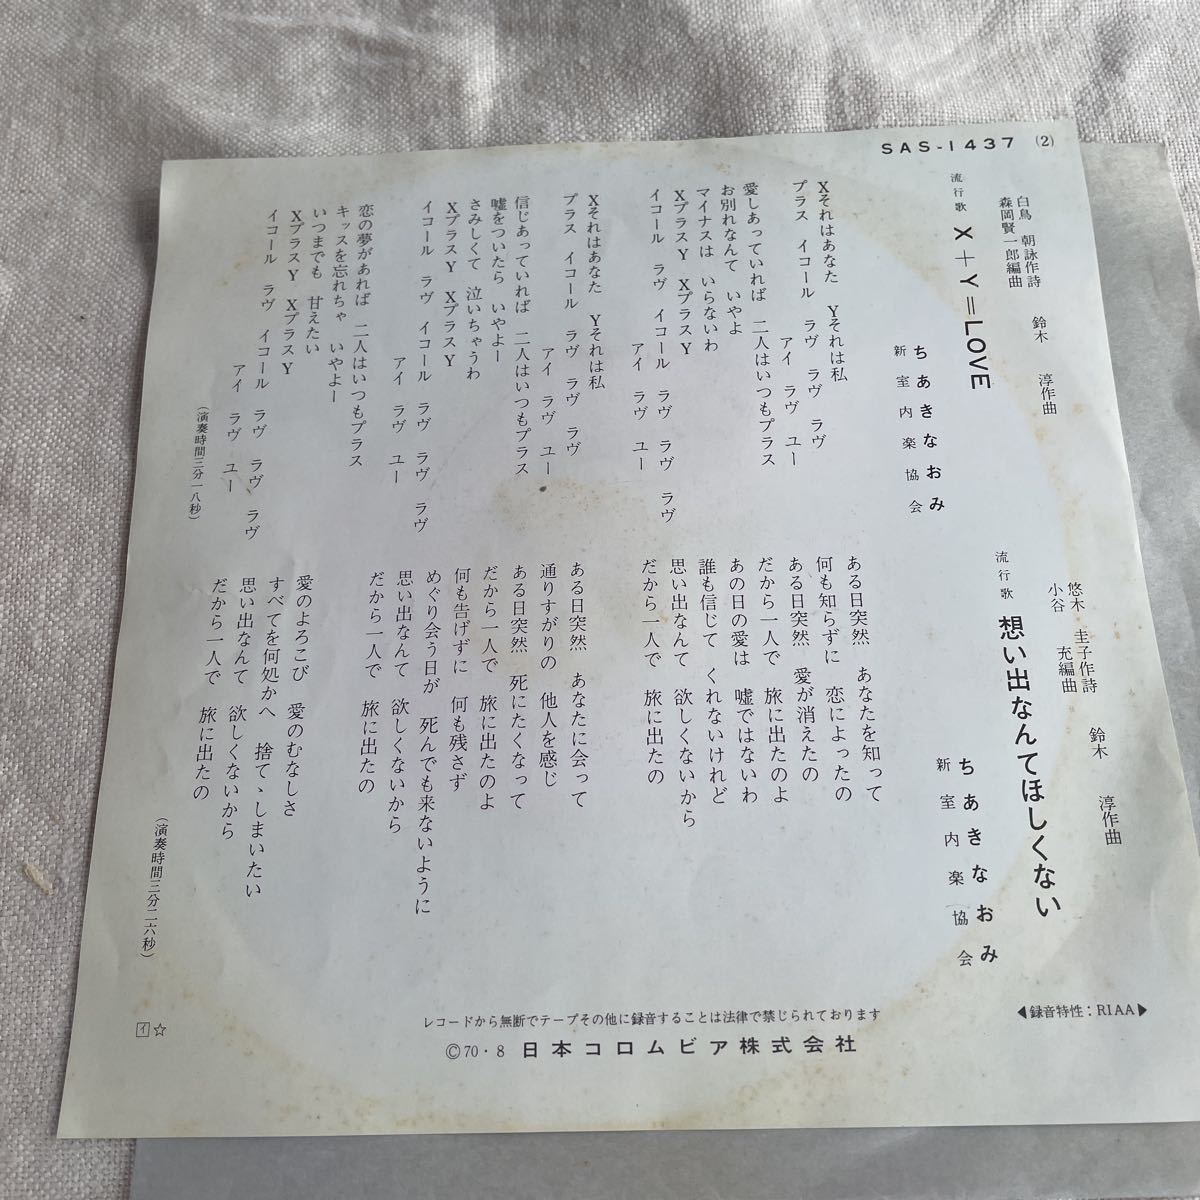 SAS-1437 (2)
流行歌 X+Y=LOVE
白鳥 朝詠作詩
森岡賢一郎編曲
鈴木 淳作曲
ちあきなおみ
新室内楽協会
Xそれはあなた Yそれは私
プラス イコール ラヴ ラヴ ラヴ
アイ ラヴ ユー
愛しあっていれば 二人はいつもプラス
お別れなんて いやよ
マイナスは いらないわ
XプラスY XプラスY
イコール ラヴ イコール ラヴ ラヴ ラヴ
アイ ラヴ ユー
Xそれはあなた Yそれは私
プラス イコール ラヴ ラヴ ラヴ
アイ ラヴ ユー
信じあっていれば 二人はいつもプラス
嘘をついたら いやよー
さみしくて 泣いちゃうわ
XプラスY XプラスY
イコール ラヴ イコール ラヴ ラヴ ラヴ
アイ ラヴ ユー
恋の夢があれば 二人はいつもプラス
キッスを忘れちゃ いやよー
いつまでも 甘えたい
XプラスY XプラスY
イコール ラヴ イコール ラヴ ラヴ ラヴ
アイ ラヴ ユー
(演奏時間三分一八秒)
流行歌 想い出なんてほしくない
悠木 圭子作詩
小谷 充編曲
鈴木 淳作曲
ちあきなおみ
新室内楽協会
ある日突然 あなたを知って
何も知らずに 恋によったの
ある日突然 愛が消えたの
だから一人で 旅に出たのよ
あの日の愛は 嘘ではないわ
誰も信じて くれないけれど
思い出なんて 欲しくないから
だから一人で 旅に出たの
ある日突然 あなたに会って
通りすがりの 他人を感じ
ある日突然 死にたくなって
だから一人で 旅に出たのよ
何も告げずに 何も残さず
めぐり会う日が 死んでも来ないように
思い出なんて 欲しくないから
だから一人で 旅に出たの
愛のよろこび 愛のむなしさ
すべてを何処かへ 捨てゝしまいたい
思い出なんて 欲しくないから
だから一人で 旅に出たの
(演奏時間三分二六秒)
◀録音特性:RIAA▶
レコードから無断でテープその他に録音することは法律で禁じられております
©70・8 日本コロムビア株式会社
イ☆